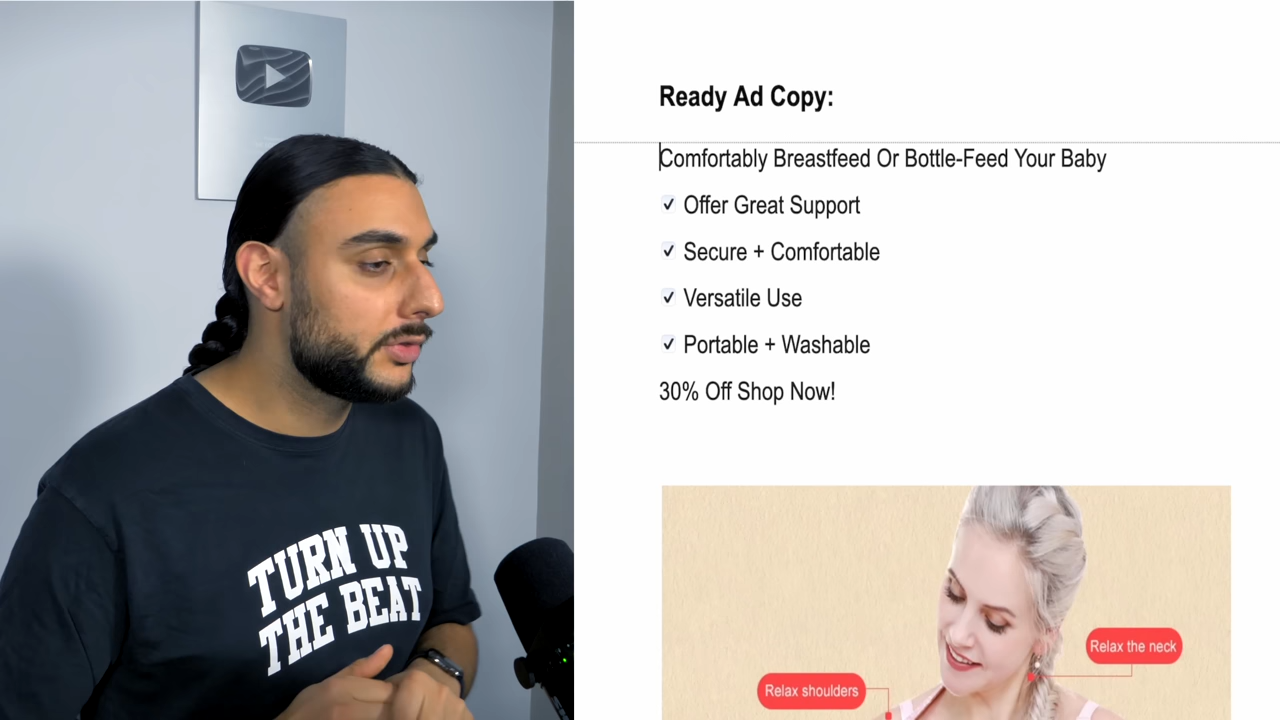 Ready Ad Copy:
Comfortably Breastfeed Or Bottle-Feed Your Baby
Offer Great Support
Secure + Comfortable
Versatile Use
Portable + Washable
30% Off Shop Now!
Relax the neck
Relax shoulders
TURN UP
THE BEAT